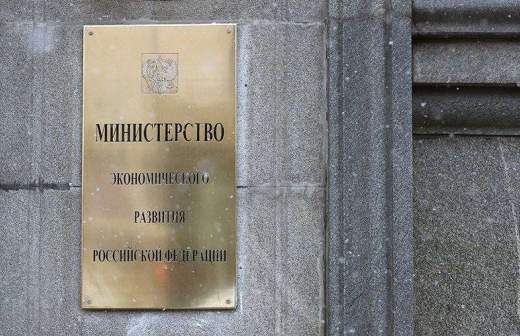 МИНИСТЕРСТВО
ЭКОНОМИЧЕСКОГО
РАЗВИТИЯ
РОССИЙСКОЙ ФЕДЕРАЦИИ